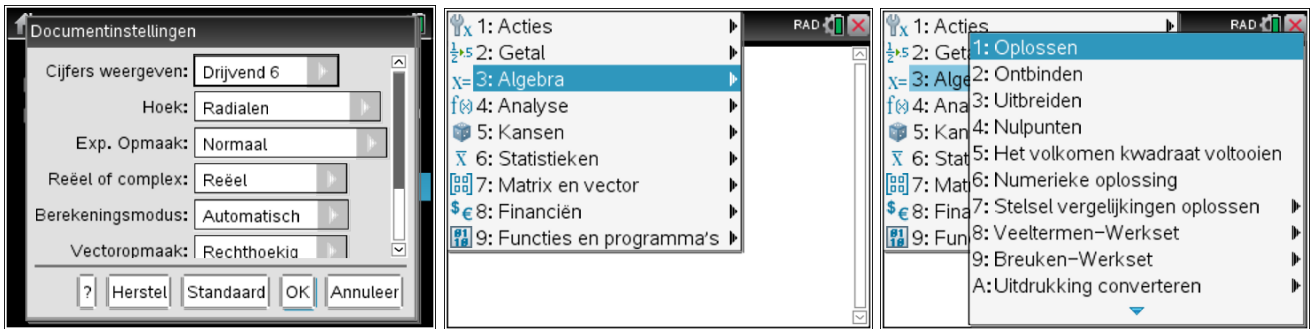 Documentinstellingen
Cijfers weergeven: Drijvend 6
Hoek: Radialen
Exp. Opmaak: Normaal
Reëel of complex: Reëel
Berekeningsmodus: Automatisch
Vectoropmaak: Rechthoekig
? Herstel Standaard OK Annuleer
RAD
1: Acties
2: Getal
3: Algebra
4: Analyse
5: Kansen
6: Statistieken
7: Matrix en vector
8: Financiën
9: Functies en programma's
RAD
1: Acties
2: Geta
3: Alge
4: Ana
5: Kan
6: Stat
7: Mat
8: Fina
9: Fun
1: Oplossen
2: Ontbinden
3: Uitbreiden
4: Nulpunten
5: Het volkomen kwadraat voltooien
6: Numerieke oplossing
7: Stelsel vergelijkingen oplossen
8: Veeltermen-Werkset
9: Breuken-Werkset
A: Uitdrukking converteren